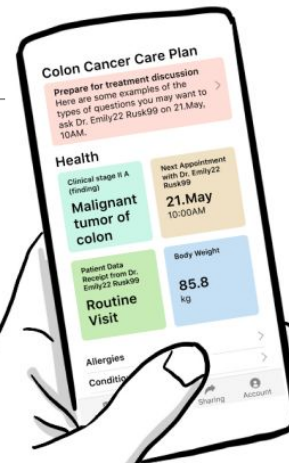 Colon Cancer Care Plan
Prepare for treatment discussion
Here are some examples of the
types of questions you may want to
ask Dr. Emily22 Rusk99 on 21.May,
10AM.
Health
Clinical stage II A
(finding)
Malignant
tumor of
colon
Next Appointment
with Dr. Emily22
Rusk99
21.May
10:00AM
Patient Data
Receipt from Dr.
Emily22 Rusk99
Routine
Visit
Body Weight
85.8
kg
Allergies
Sharing
Account